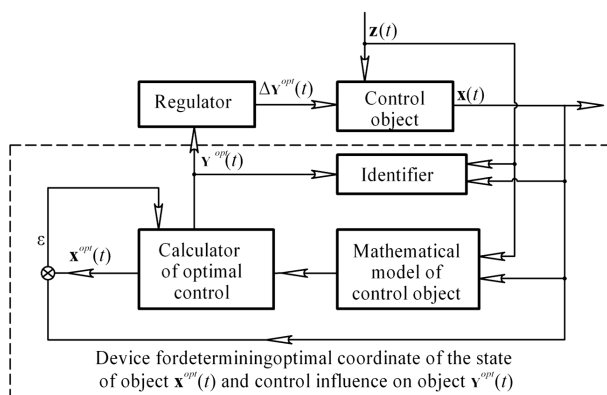 z(t)
Regulator
ΔY^opt(t)
Control
object
x(t)
Y^opt(t)
Identifier
ε
x^opt(t)
Calculator
of optimal
control
Mathematical
model of
control object
Device fordeterminingoptimal coordinate of the state
of object x^opt(t) and control influence on object Y^opt(t)